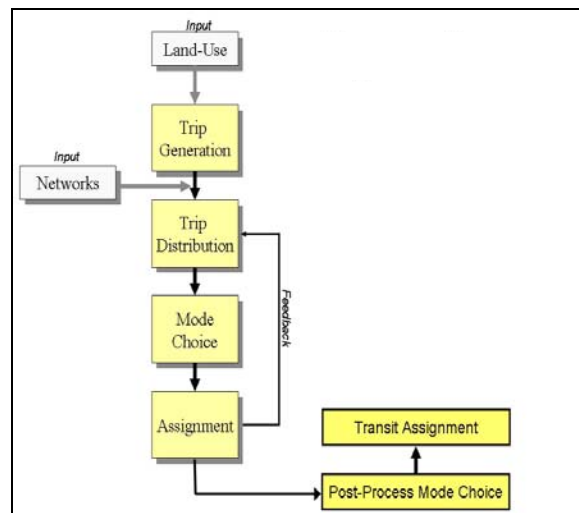 Input
Land-Use
Trip
Generation
Input
Networks
Trip
Distribution
Mode
Choice
Feedback
Assignment
Transit Assignment
Post-Process Mode Choice